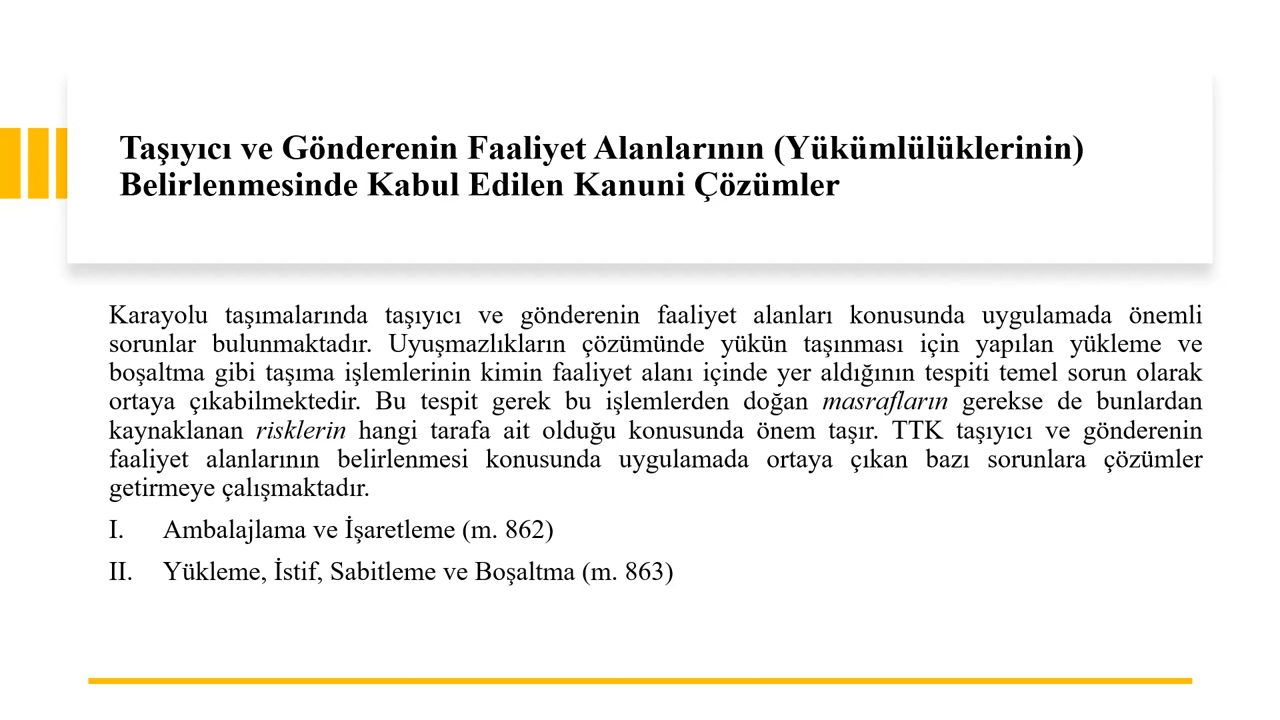 Taşıyıcı ve Gönderenin Faaliyet Alanlarının (Yükümlülüklerinin)
Belirlenmesinde Kabul Edilen Kanuni Çözümler
Karayolu taşımalarında taşıyıcı ve gönderenin faaliyet alanları konusunda uygulamada önemli
sorunlar bulunmaktadır. Uyuşmazlıkların çözümünde yükün taşınması için yapılan yükleme ve
boşaltma gibi taşıma işlemlerinin kimin faaliyet alanı içinde yer aldığının tespiti temel sorun olarak
ortaya çıkabilmektedir. Bu tespit gerek bu işlemlerden doğan masrafların gerekse de bunlardan
kaynaklanan risklerin hangi tarafa ait olduğu konusunda önem taşır. TTK taşıyıcı ve gönderenin
faaliyet alanlarının belirlenmesi konusunda uygulamada ortaya çıkan bazı sorunlara çözümler
getirmeye çalışmaktadır.
I. Ambalajlama ve İşaretleme (m. 862)
II. Yükleme, İstif, Sabitleme ve Boşaltma (m. 863)